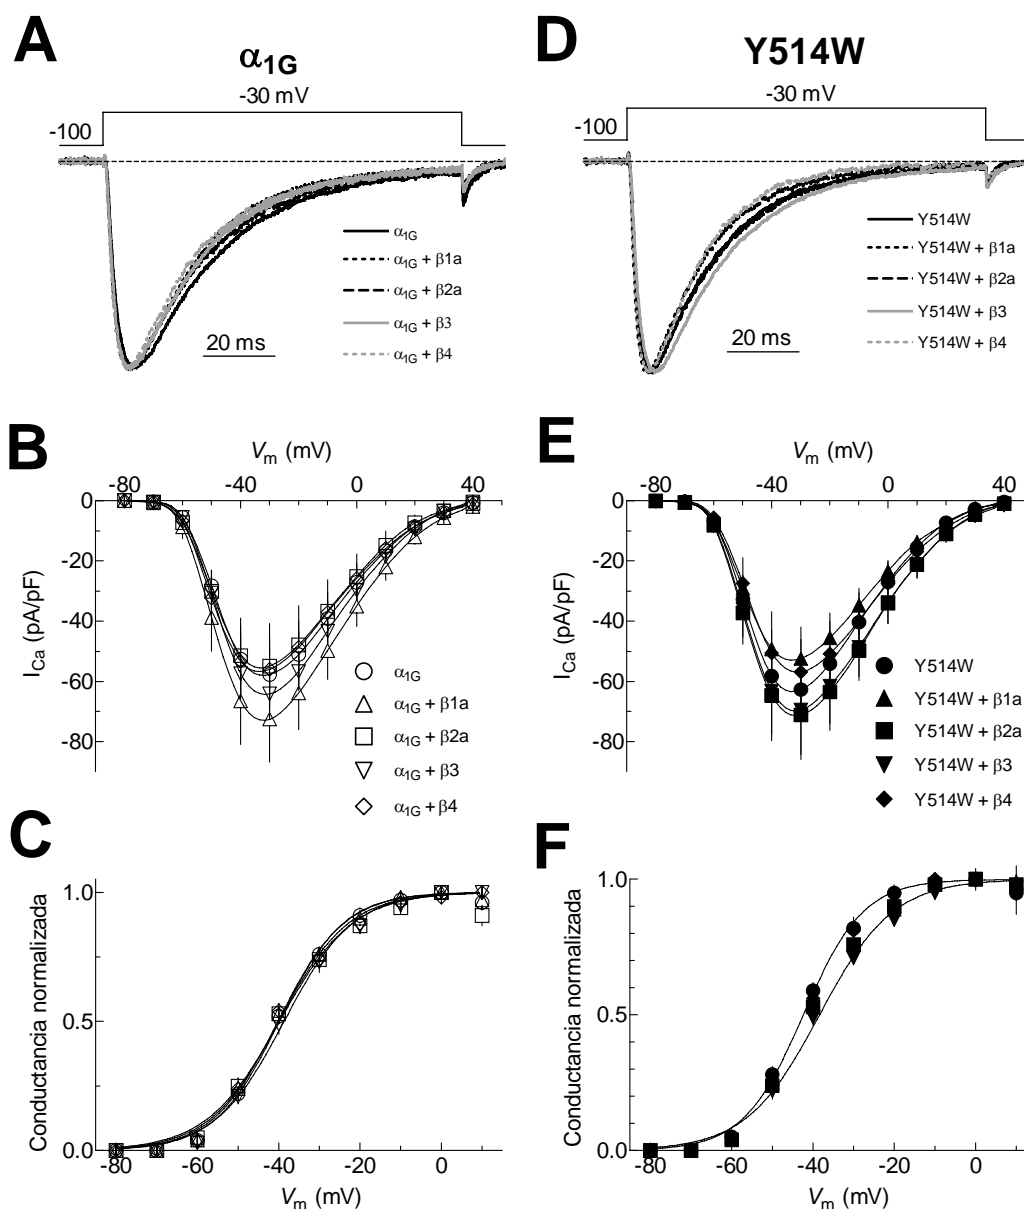 A
α1G
-30 mV
-100
α1G
α1G + β1a
α1G + β2a
α1G + β3
α1G + β4
20 ms
D
Y514W
-30 mV
-100
Y514W
Y514W + β1a
Y514W + β2a
Y514W + β3
Y514W + β4
20 ms
B
Vm (mV)
-80 -40 0 40
0
-20
-40
-60
-80
ICa (pA/pF)
α1G
α1G + β1a
α1G + β2a
α1G + β3
α1G + β4
E
Vm (mV)
-80 -40 0 40
0
-20
-40
-60
-80
ICa (pA/pF)
Y514W
Y514W + β1a
Y514W + β2a
Y514W + β3
Y514W + β4
C
Conductancia normalizada
1.0
0.5
0.0
-80 -60 -40 -20 0
Vm (mV)
F
Conductancia normalizada
1.0
0.5
0.0
-80 -60 -40 -20 0
Vm (mV)